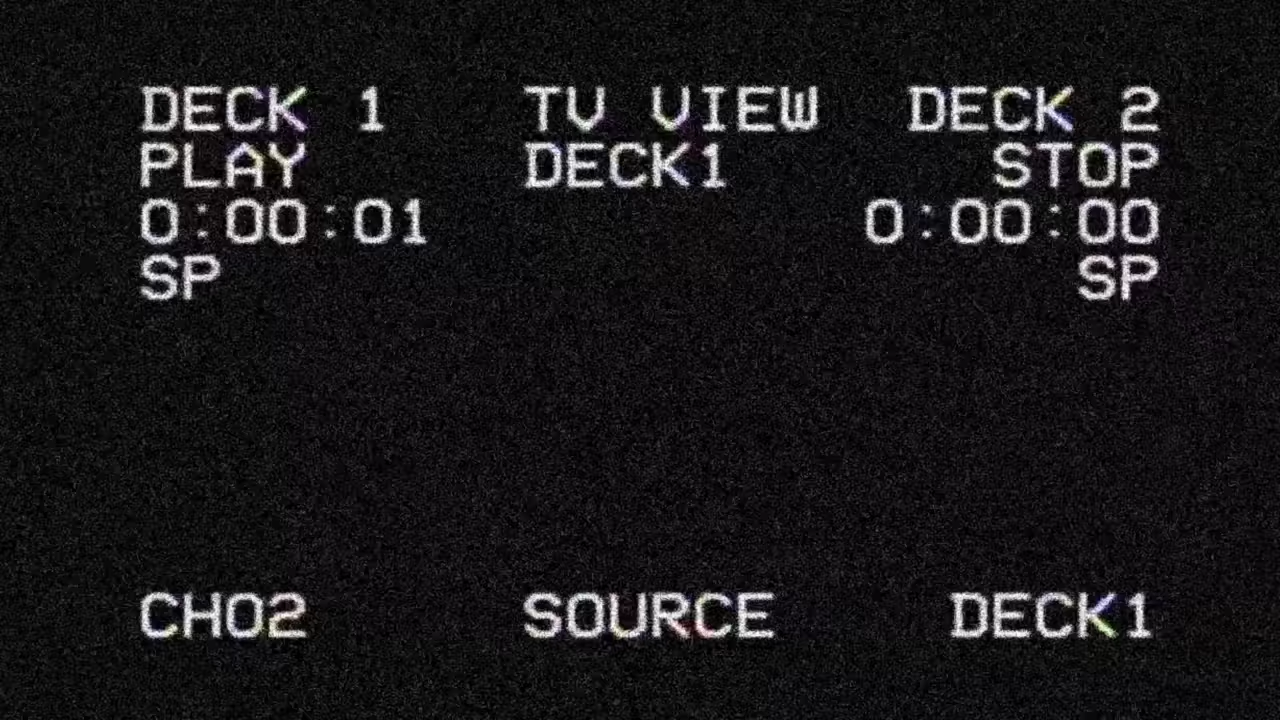 DECK 1 TV VIEW DECK 2
PLAY DECK1 STOP
0:00:01 0:00:00
SP SP
CH02 SOURCE DECK1